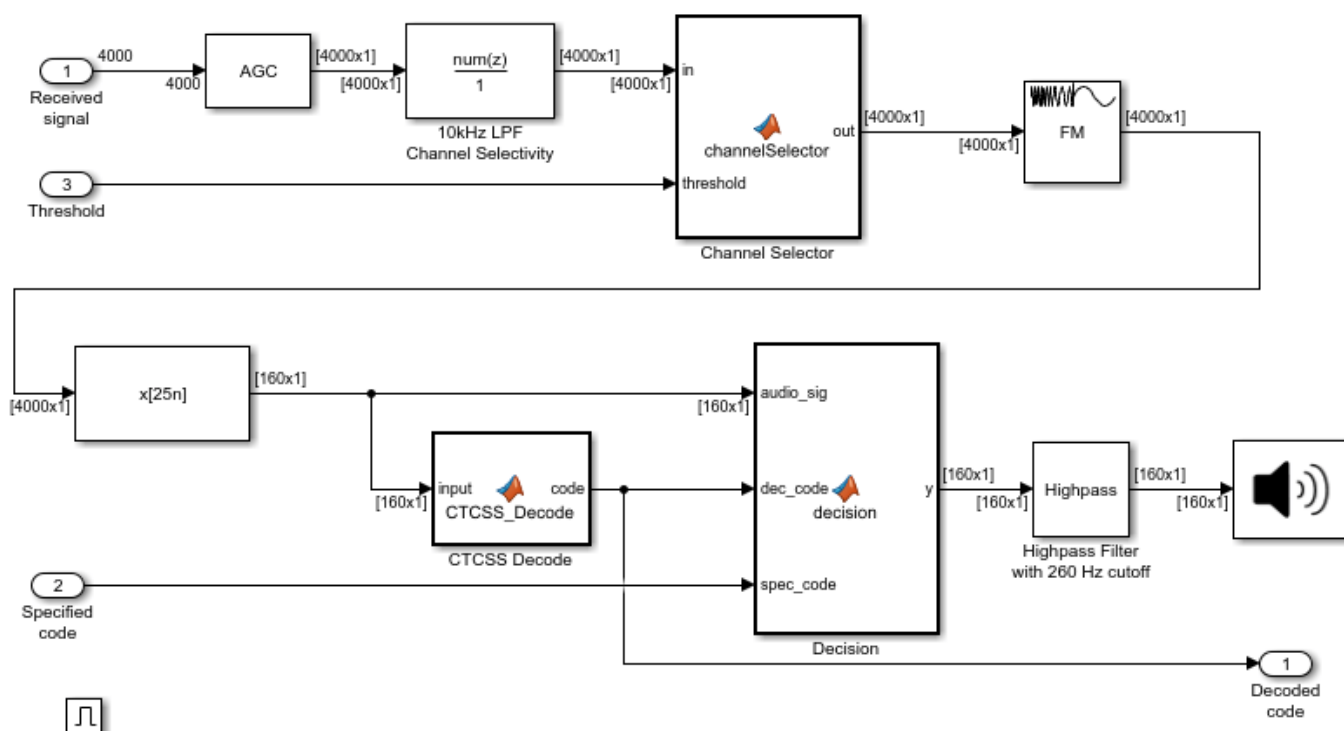 4000
[4000x1]
[4000x1]
1
4000
AGC
[4000x1]
num(z)
1
[4000x1]
in
Received
signal
10kHz LPF
Channel Selectivity
channelSelector
out
[4000x1]
[4000x1]
FM
[4000x1]
3
Threshold
threshold
Channel Selector
[4000x1]
x[25n]
[160x1]
[160x1]
audio_sig
[160x1]
input
code
CTCSS_Decode
CTCSS Decode
dec_code
decision
y
[160x1]
[160x1]
Highpass
[160x1]
[160x1]
Highpass Filter
with 260 Hz cutoff
2
Specified
code
spec_code
Decision
1
Decoded
code